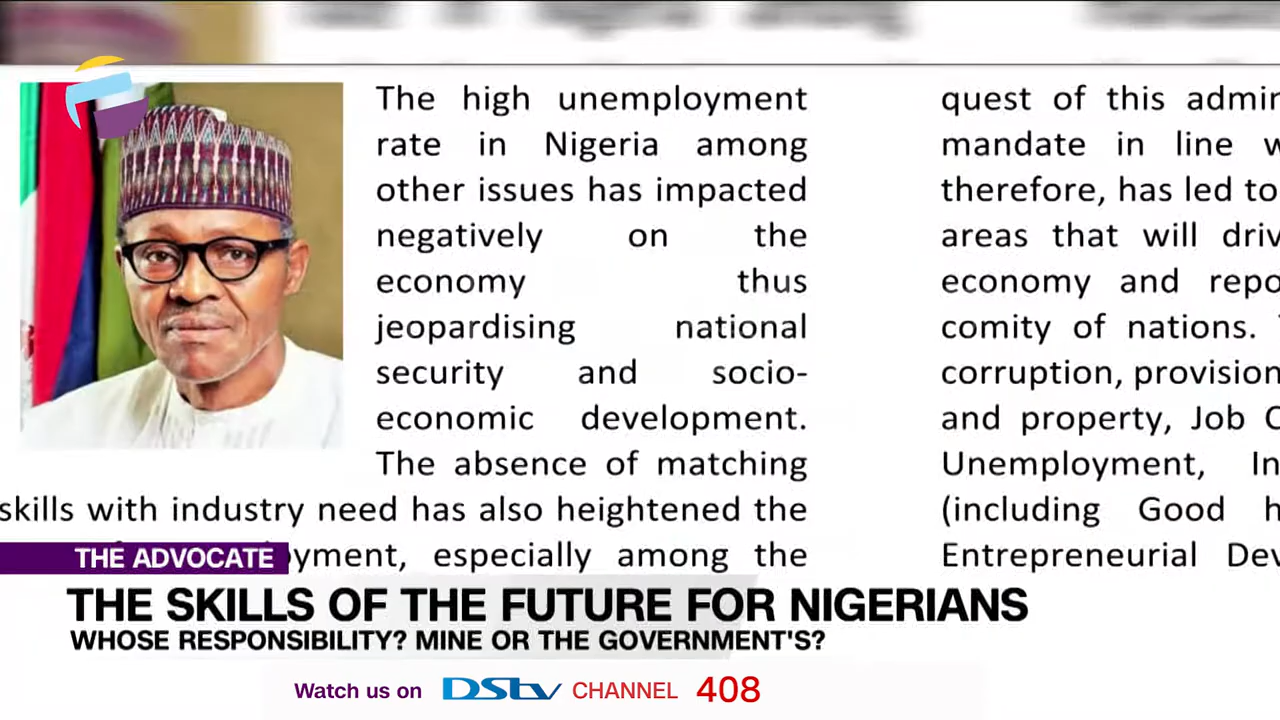 The high unemployment
rate in Nigeria among
other issues has impacted
negatively on the
economy thus
jeopardising national
security and socio-
economic development.
The absence of matching
skills with industry need has also heightened the
especially among the
quest of this
mandate in line
therefore, has led to
areas that will
economy and
comity of nations.
corruption, provision
and property, Job
Unemployment,
(including Good
Entrepreneurial
THE ADVOCATE
THE SKILLS OF THE FUTURE FOR NIGERIANS
WHOSE RESPONSIBILITY? MINE OR THE GOVERNMENT'S?
Watch us on DStv CHANNEL 408